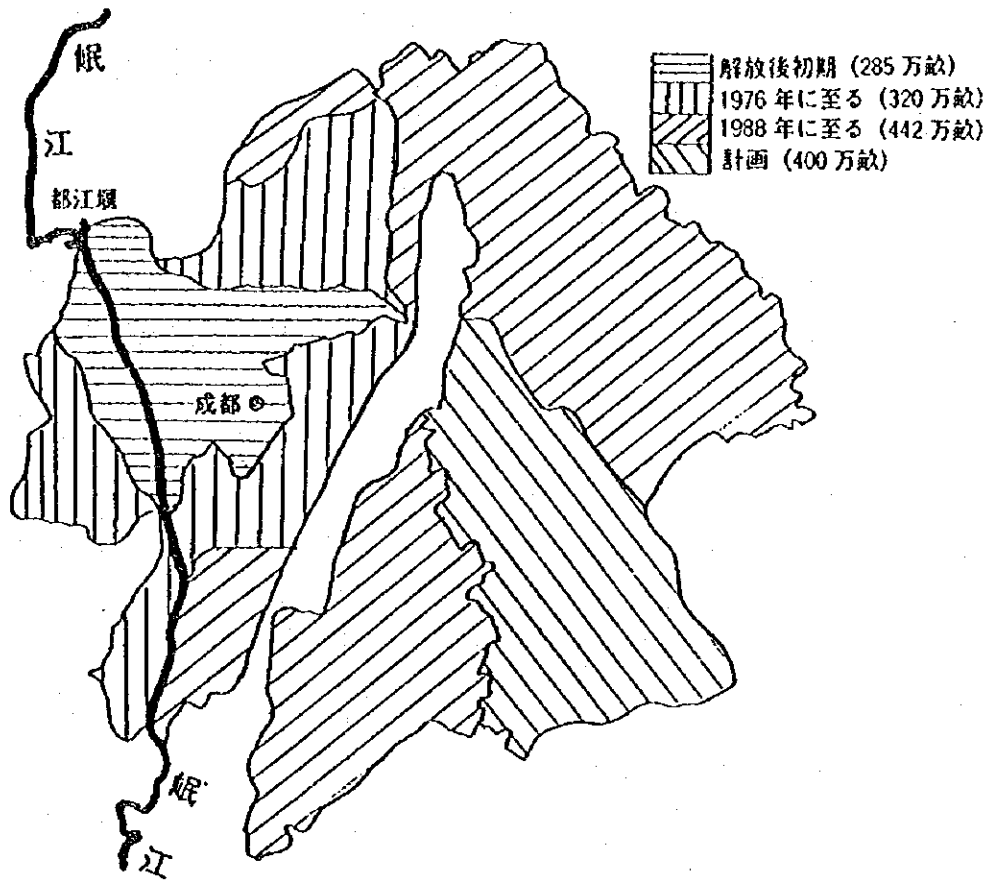 岷
江
都江堰
成都
岷
江
解放後初期 (285 万畝)
1976 年に至る (320 万畝)
1988 年に至る (442 万畝)
計画 (400 万畝)